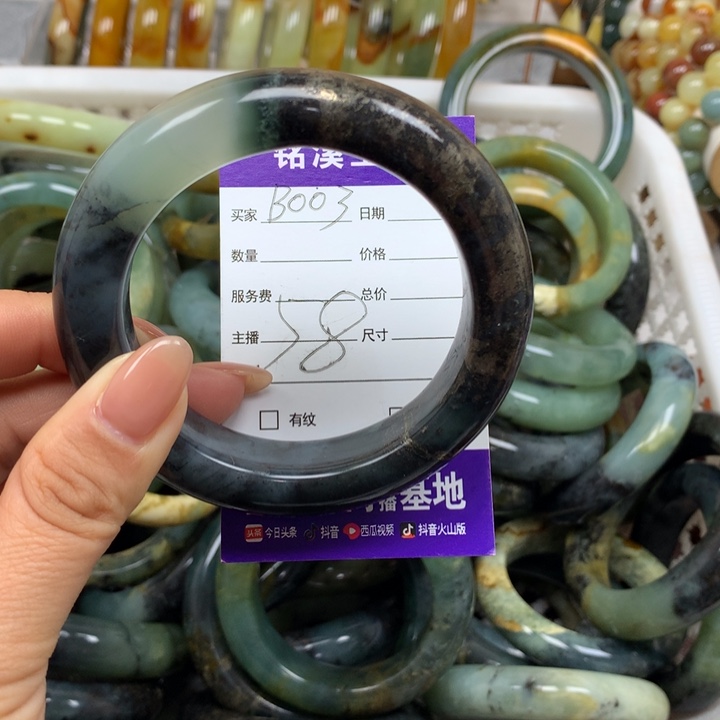 铭溪
买家 B003 日期
数量 价格
服务费 总价
主播 58 尺寸
有纹
播基地
头条 今日头条 抖音 西瓜视频 抖音火山版